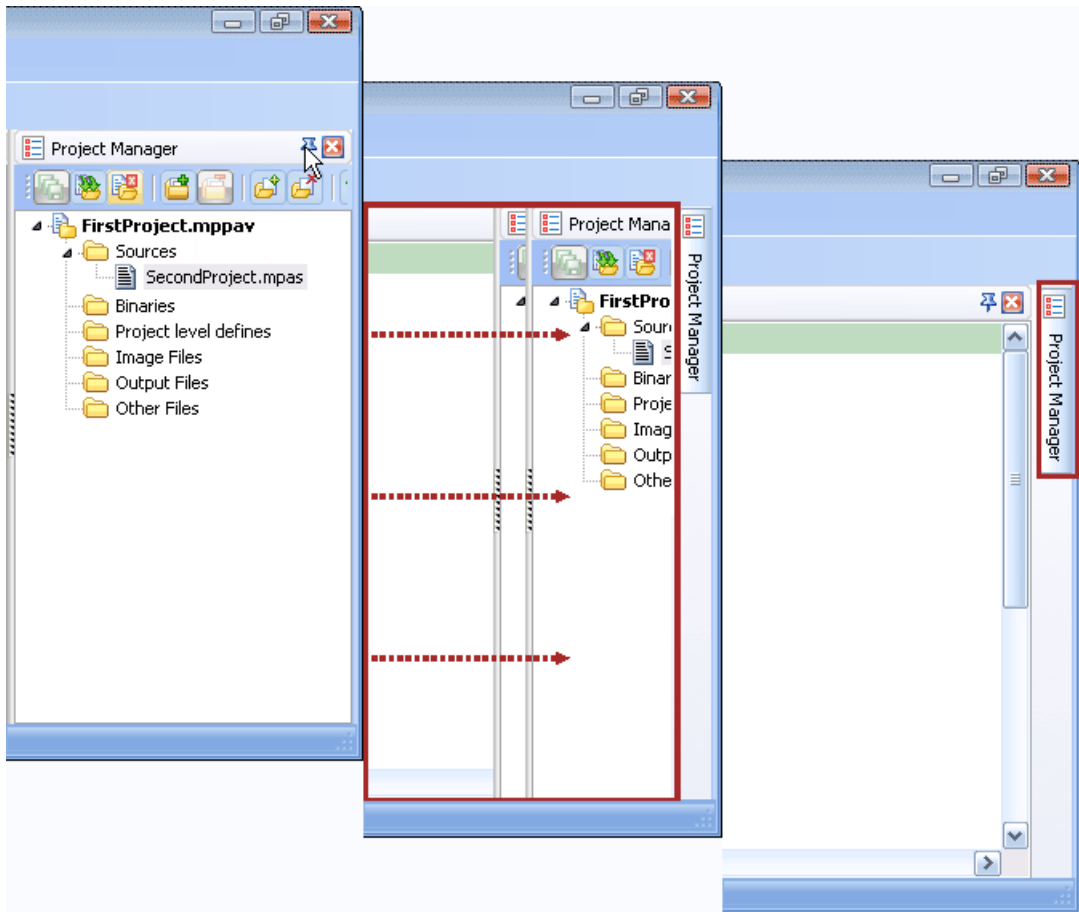 Project Manager
FirstProject.mppav
Sources
SecondProject.mpas
Binaries
Project level defines
Image Files
Output Files
Other Files
Project Mana
FirstPro
Sour
S
Binar
Proje
Imag
Outp
Othe
Project Manager
Project Manager